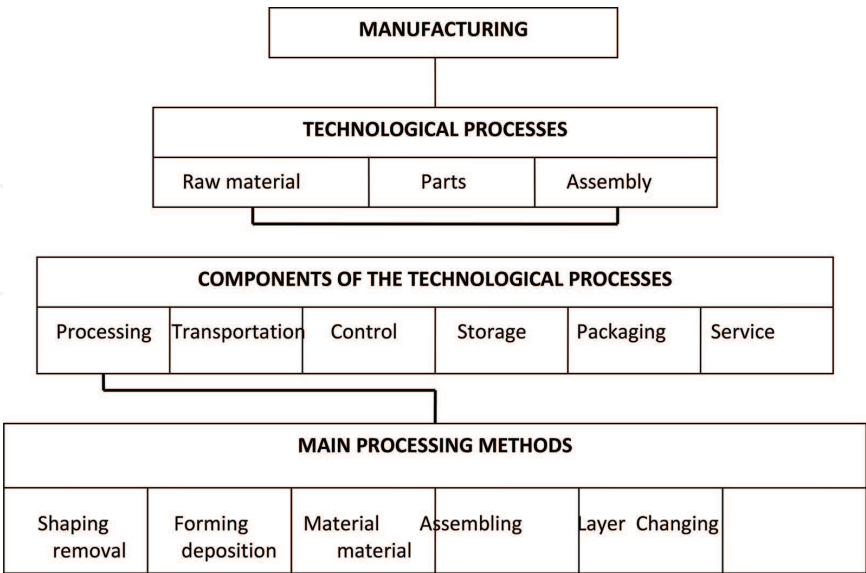 MANUFACTURING
TECHNOLOGICAL PROCESSES
Raw material Parts Assembly
COMPONENTS OF THE TECHNOLOGICAL PROCESSES
Processing Transportation Control Storage Packaging Service
MAIN PROCESSING METHODS
Shaping Forming Material Assembling Layer Changing
removal deposition material